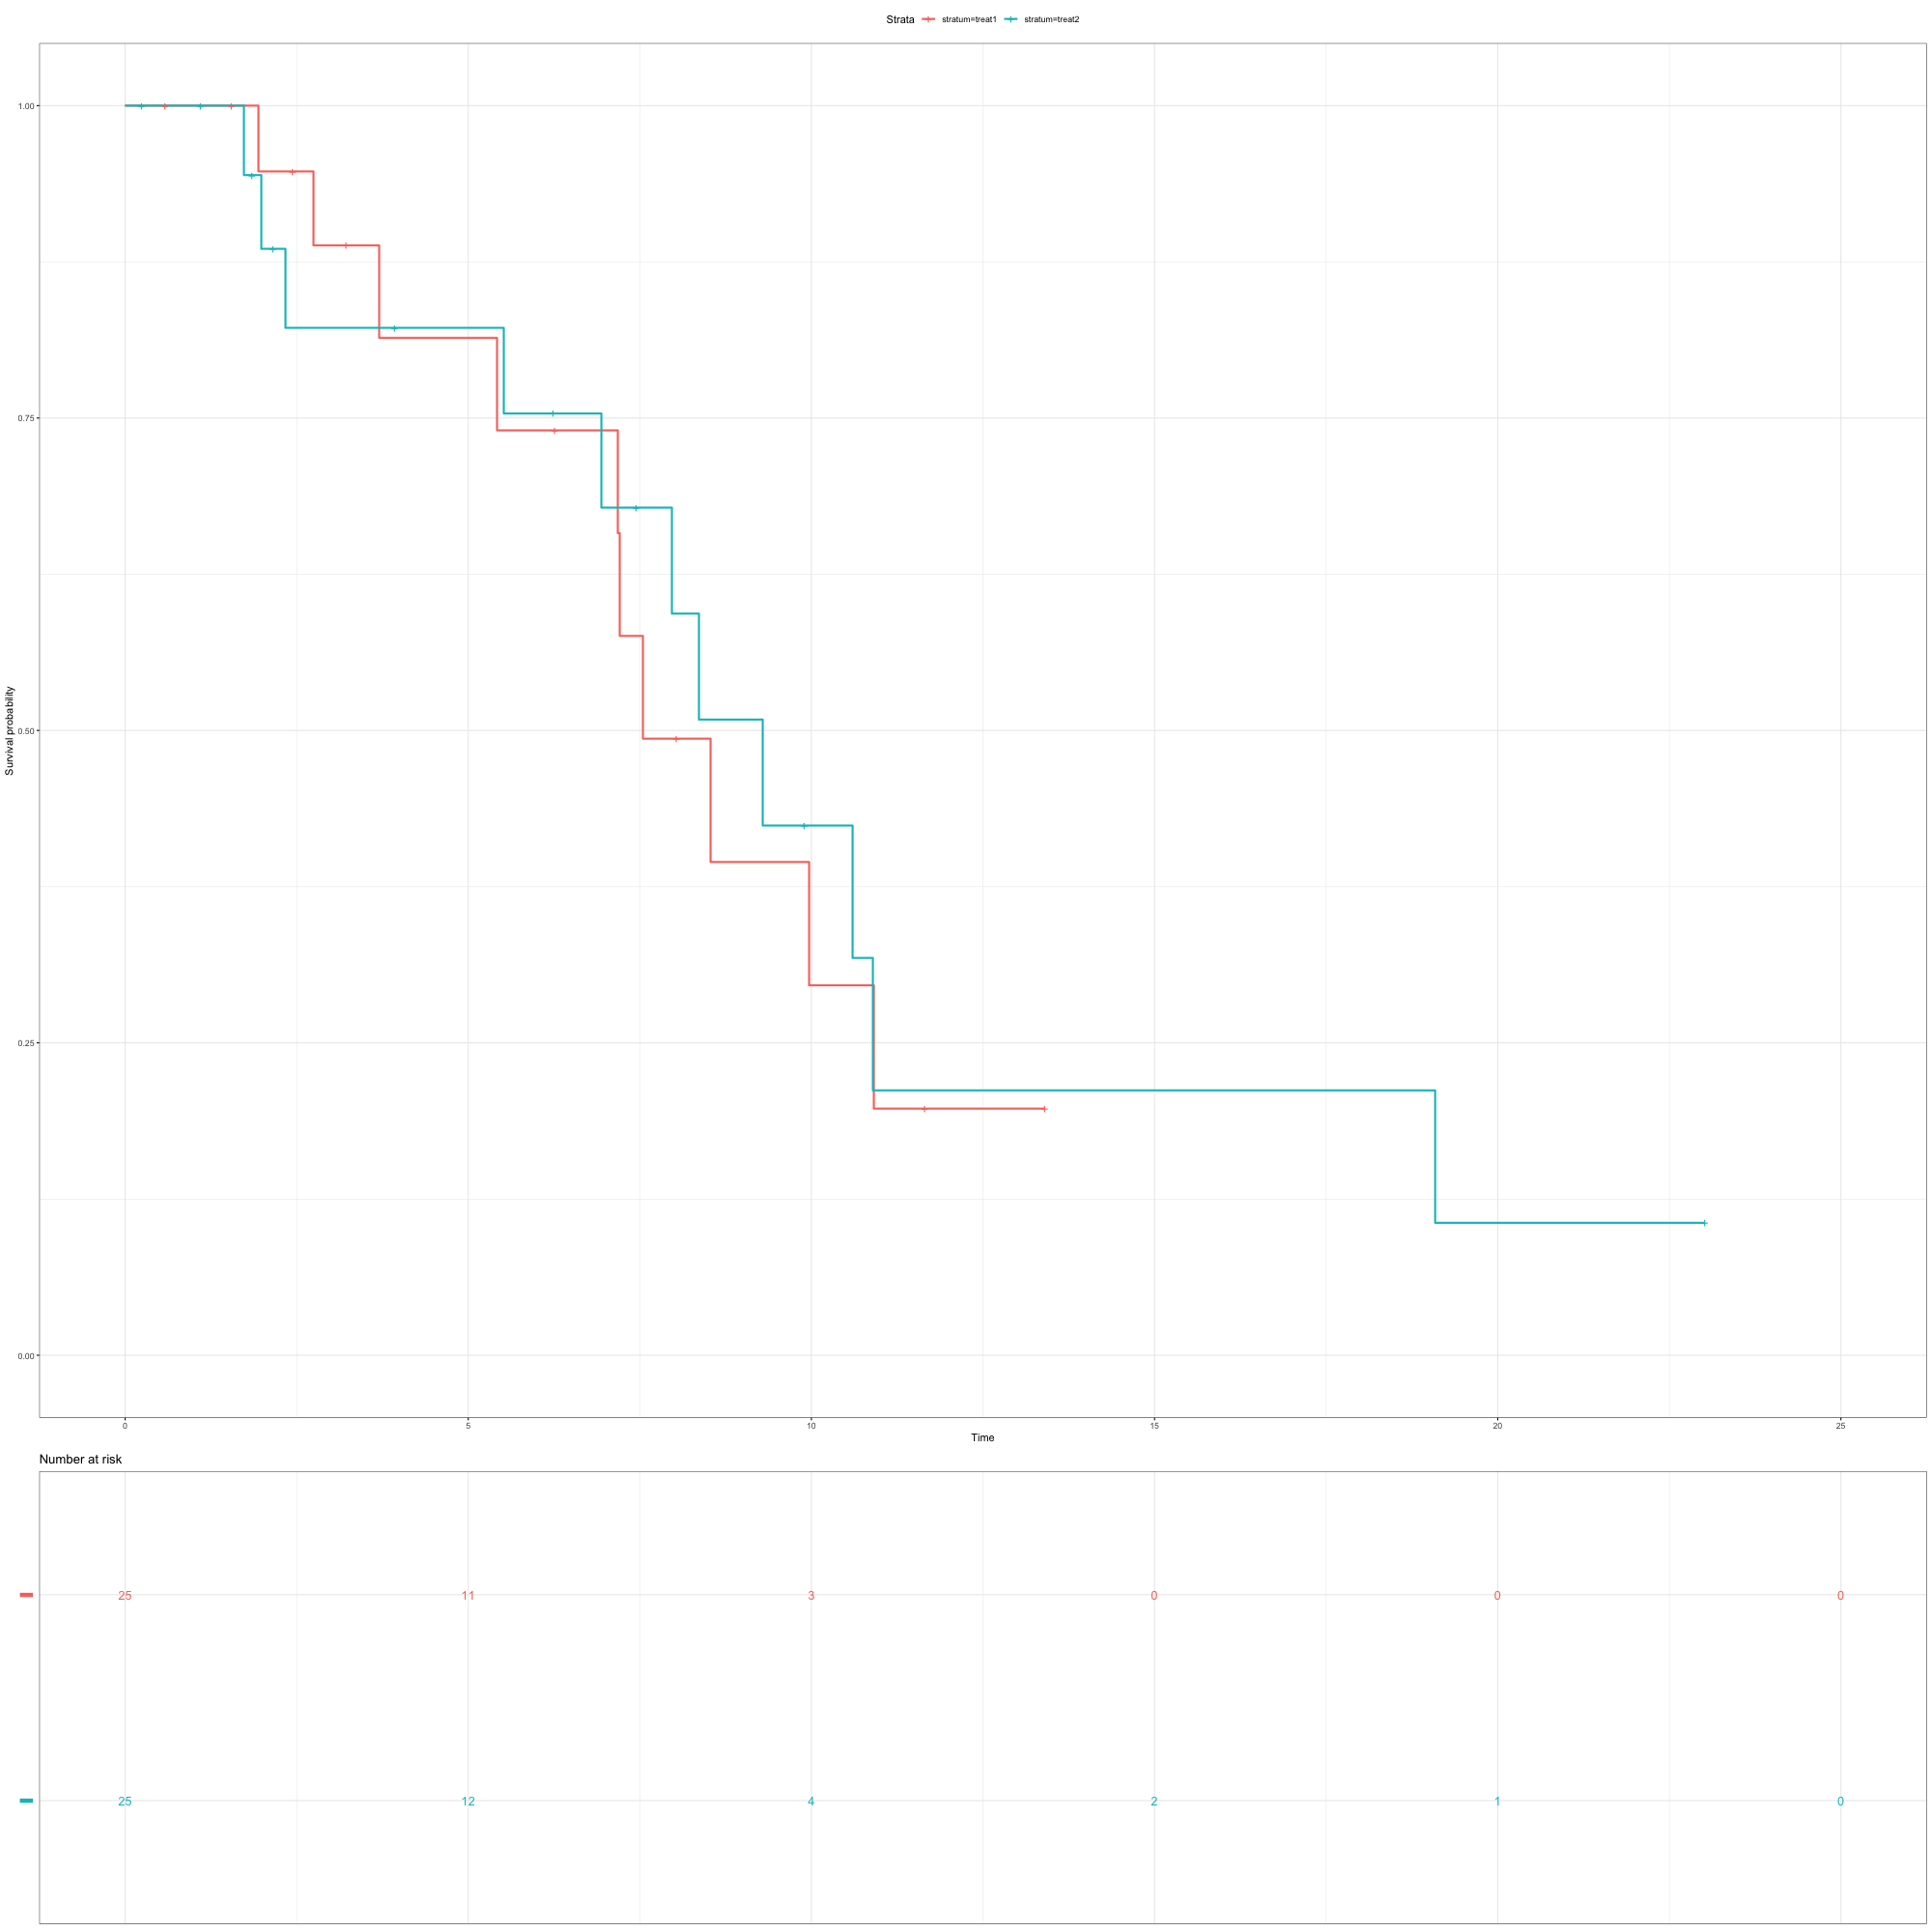 Strata stratum=treat1 stratum=treat2
1.00
0.75
0.50
0.25
0.00
Survival probability
0 5 10 15 20 25
Time
Number at risk
25 11 3 0 0 0
25 12 4 2 1 0